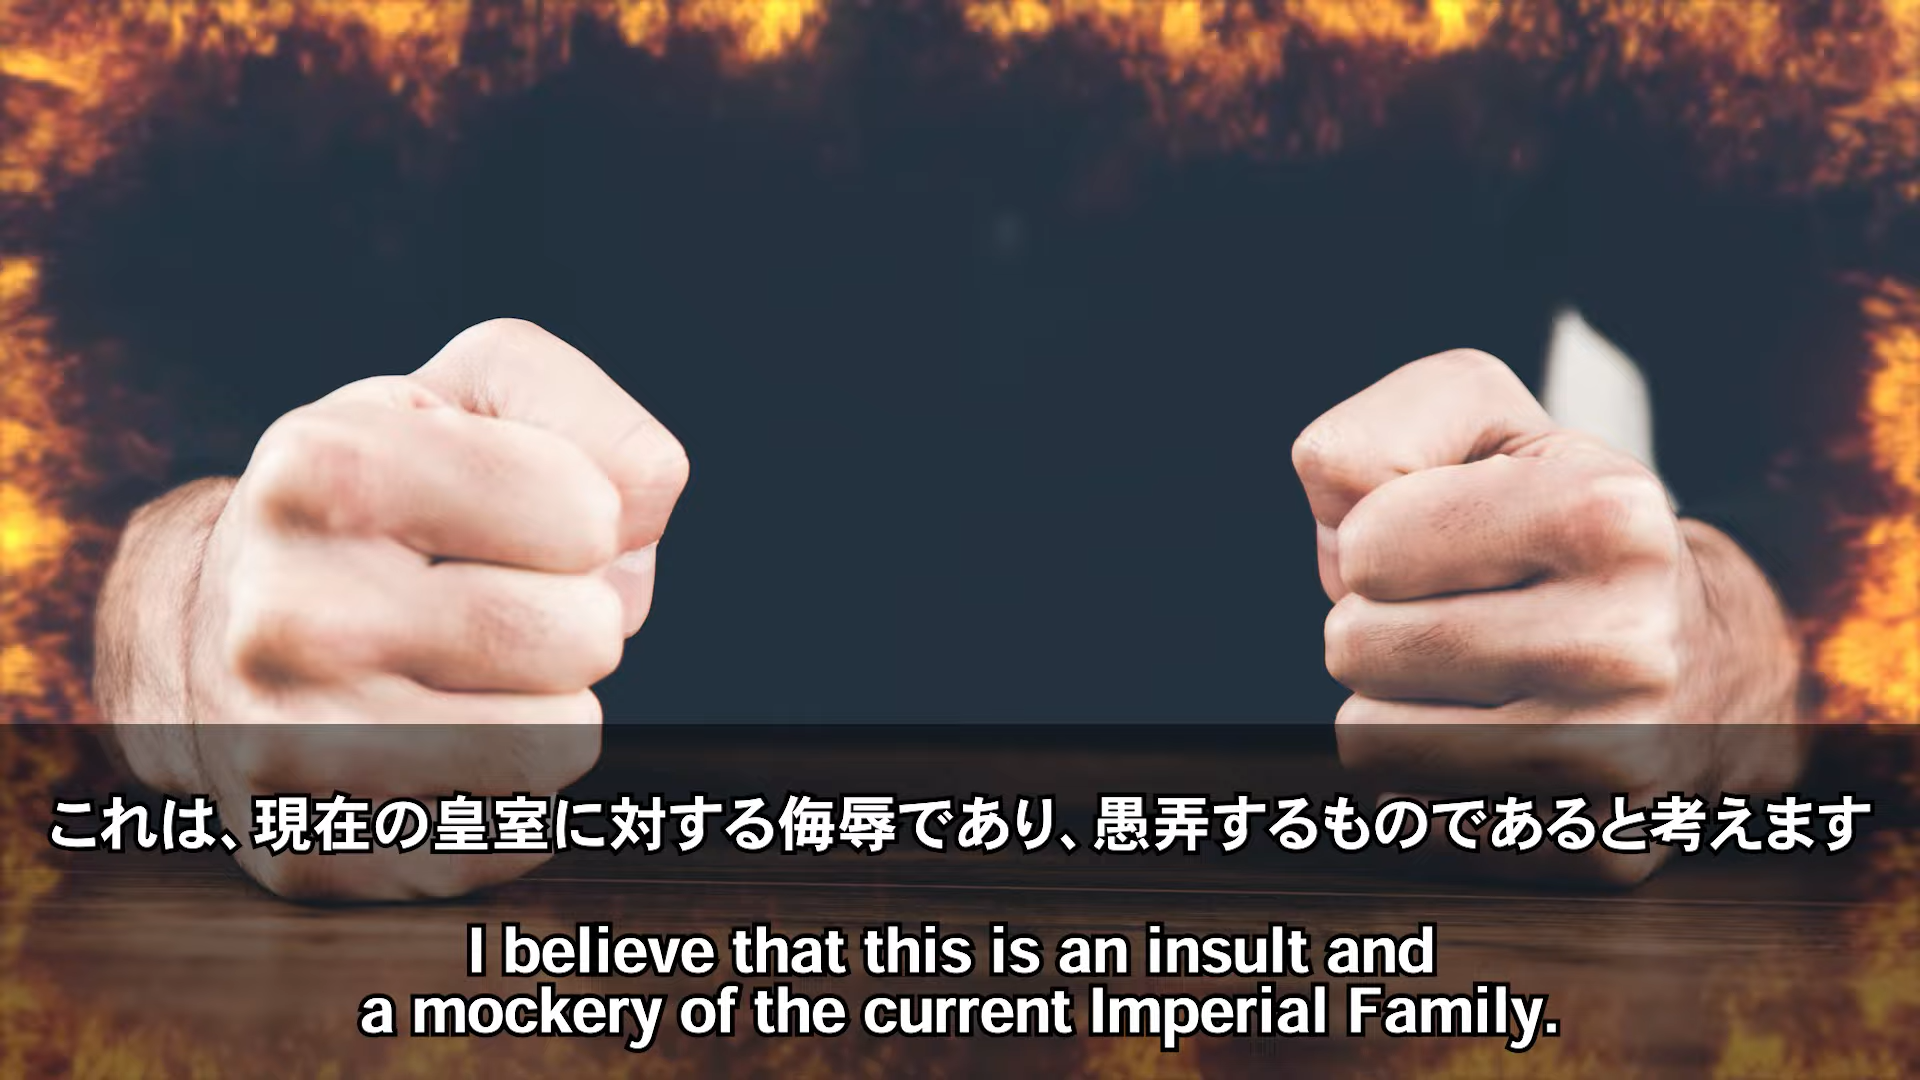 これは、現在の皇室に対する侮辱であり、愚弄するものであると考えます
I believe that this is an insult and
a mockery of the current Imperial Family.